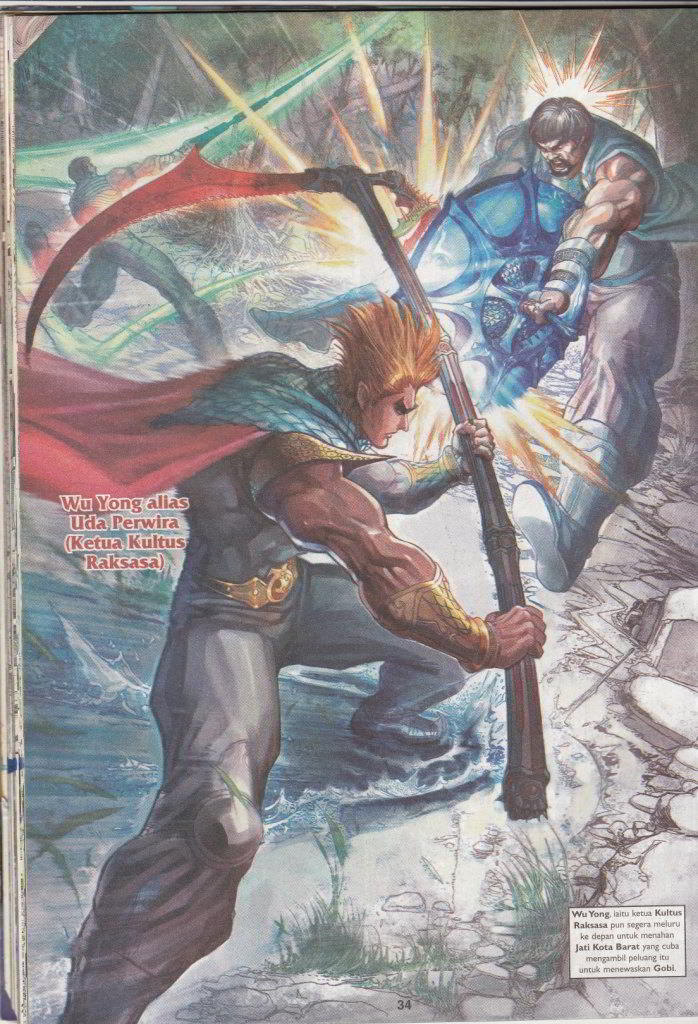 Wu Yong alias
Uda Perwira
(Ketua Kultus
Raksasa)
Wu Yong, iaitu ketua Kultus
Raksasa pun segera meluru
ke depan untuk menahan
Jati Kota Barat yang cuba
mengambil peluang itu
untuk menewaskan Gobi.
34